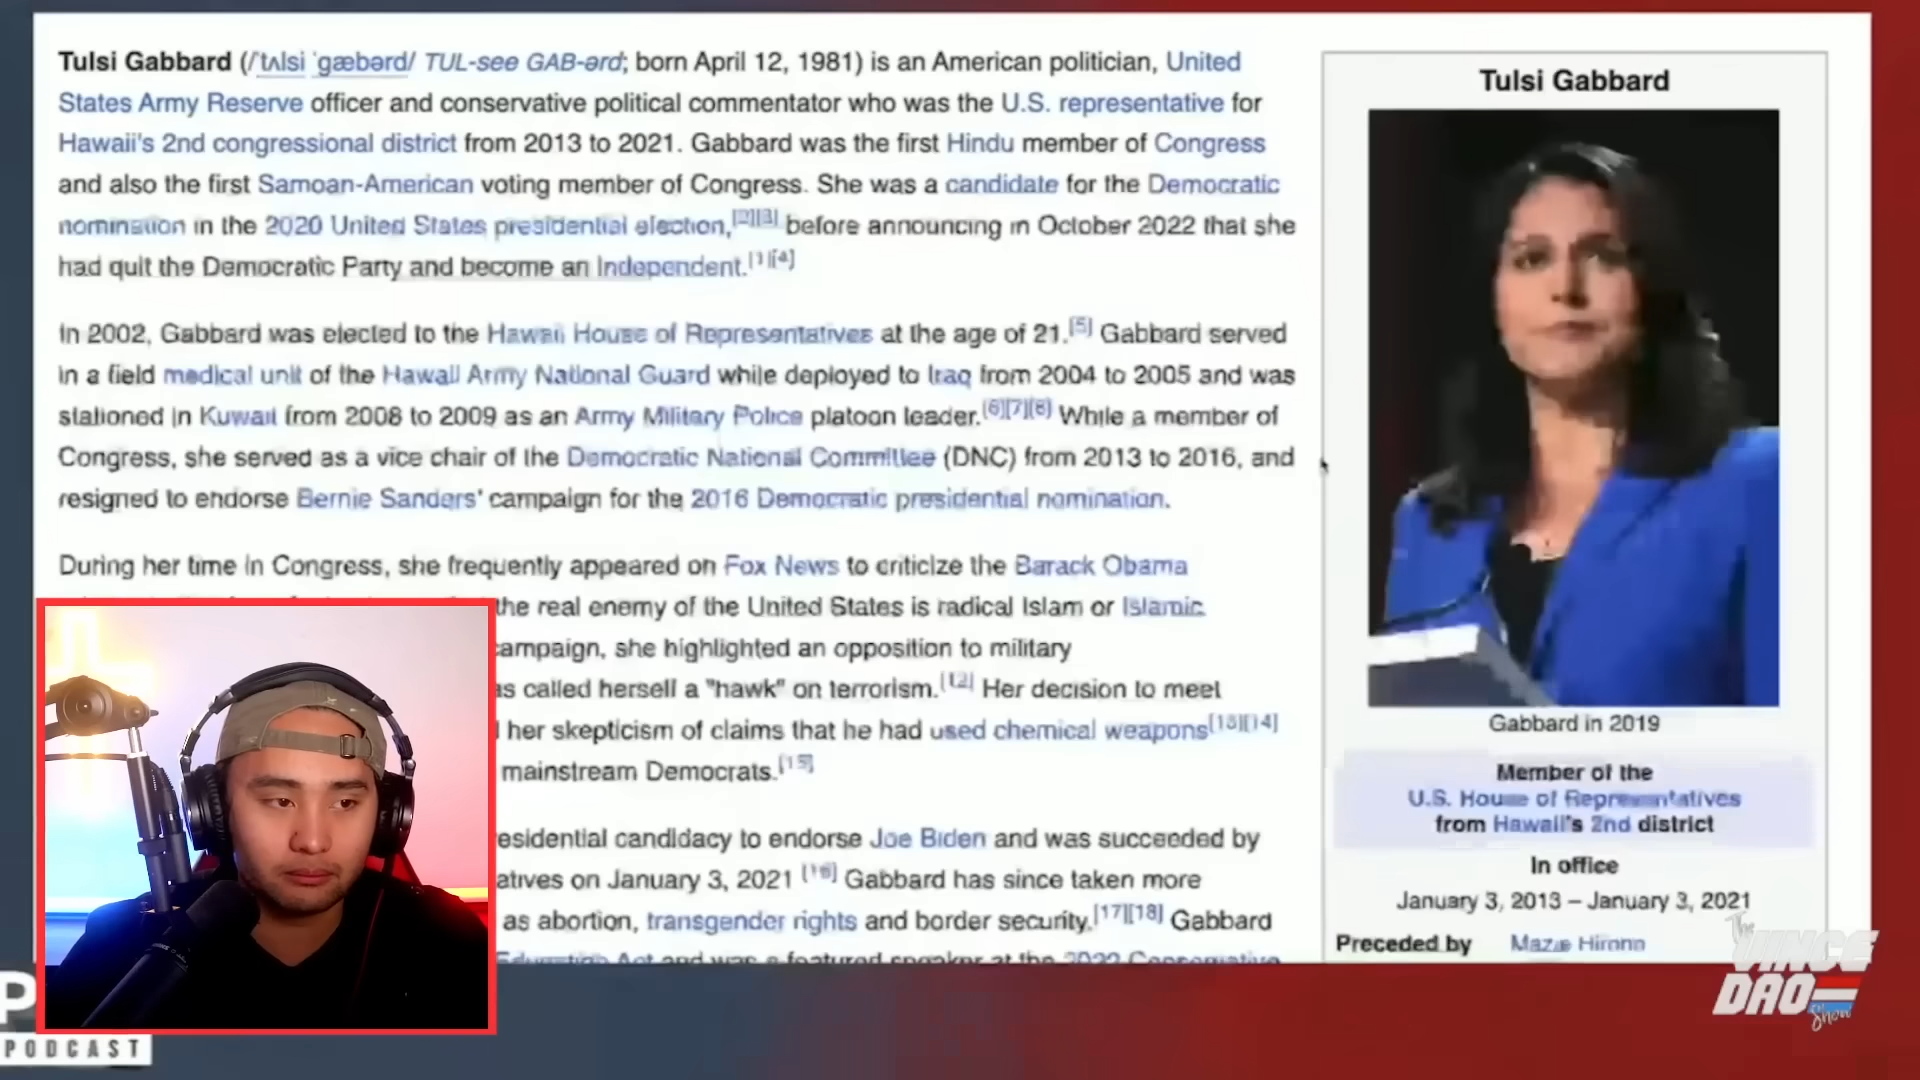 Tulsi Gabbard (/ˈtʌlsi ˈɡæbərd/ TUL-see GAB-ərd; born April 12, 1981) is an American politician, United
States Army Reserve officer and conservative political commentator who was the U.S. representative for
Hawaii's 2nd congressional district from 2013 to 2021. Gabbard was the first Hindu member of Congress
and also the first Samoan-American voting member of Congress. She was a candidate for the Democratic
nomination in the 2020 United States presidential election,[2][3] before announcing in October 2022 that she
had quit the Democratic Party and become an Independent.[1][4]
In 2002, Gabbard was elected to the Hawaii House of Representatives at the age of 21.[5] Gabbard served
in a field medical unit of the Hawaii Army National Guard while deployed to Iraq from 2004 to 2005 and was
stationed in Kuwait from 2008 to 2009 as an Army Military Police platoon leader.[6][7][8] While a member of
Congress, she served as a vice chair of the Democratic National Committee (DNC) from 2013 to 2016, and
resigned to endorse Bernie Sanders' campaign for the 2016 Democratic presidential nomination.
During her time in Congress, she frequently appeared on Fox News to criticize the Barack Obama
the real enemy of the United States is radical Islam or Islamic
campaign, she highlighted an opposition to military
as called herself a "hawk" on terrorism.[12] Her decision to meet
her skepticism of claims that he had used chemical weapons[13][14]
mainstream Democrats.[15]
esidential candidacy to endorse Joe Biden and was succeeded by
atives on January 3, 2021.[16] Gabbard has since taken more
as abortion, transgender rights and border security.[17][18] Gabbard
Education Act and was a featured speaker at the 2022 Conservative
Tulsi Gabbard
Gabbard in 2019
Member of the
U.S. House of Representatives
from Hawaii's 2nd district
In office
January 3, 2013 – January 3, 2021
Preceded by Mazie Hirono
The
VINCE
DAO
Show
P
PODCAST